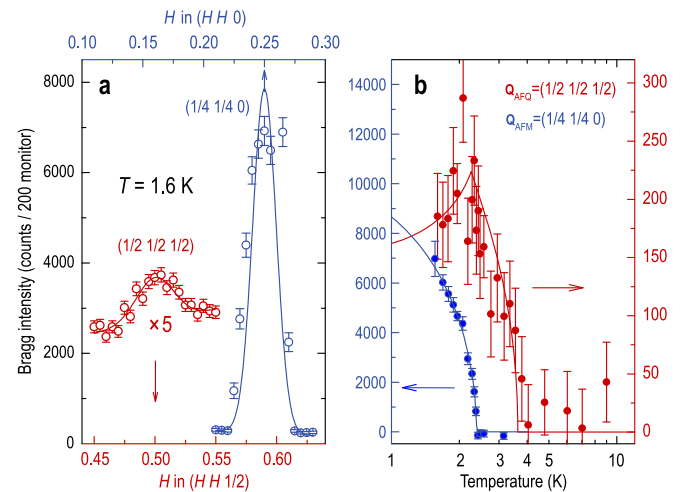 H in (H H 0)
0.10 0.15 0.20 0.25 0.30
a
b
8000
6000
4000
2000
0
Bragg intensity (counts / 200 monitor)
(1/4 1/4 0)
T = 1.6 K
(1/2 1/2 1/2)
×5
0.45 0.50 0.55 0.60
H in (H H 1/2)
14000
12000
10000
8000
6000
4000
2000
0
Q_AFQ=(1/2 1/2 1/2)
Q_AFM=(1/4 1/4 0)
300
250
200
150
100
50
0
1 2 3 4 5 10
Temperature (K)